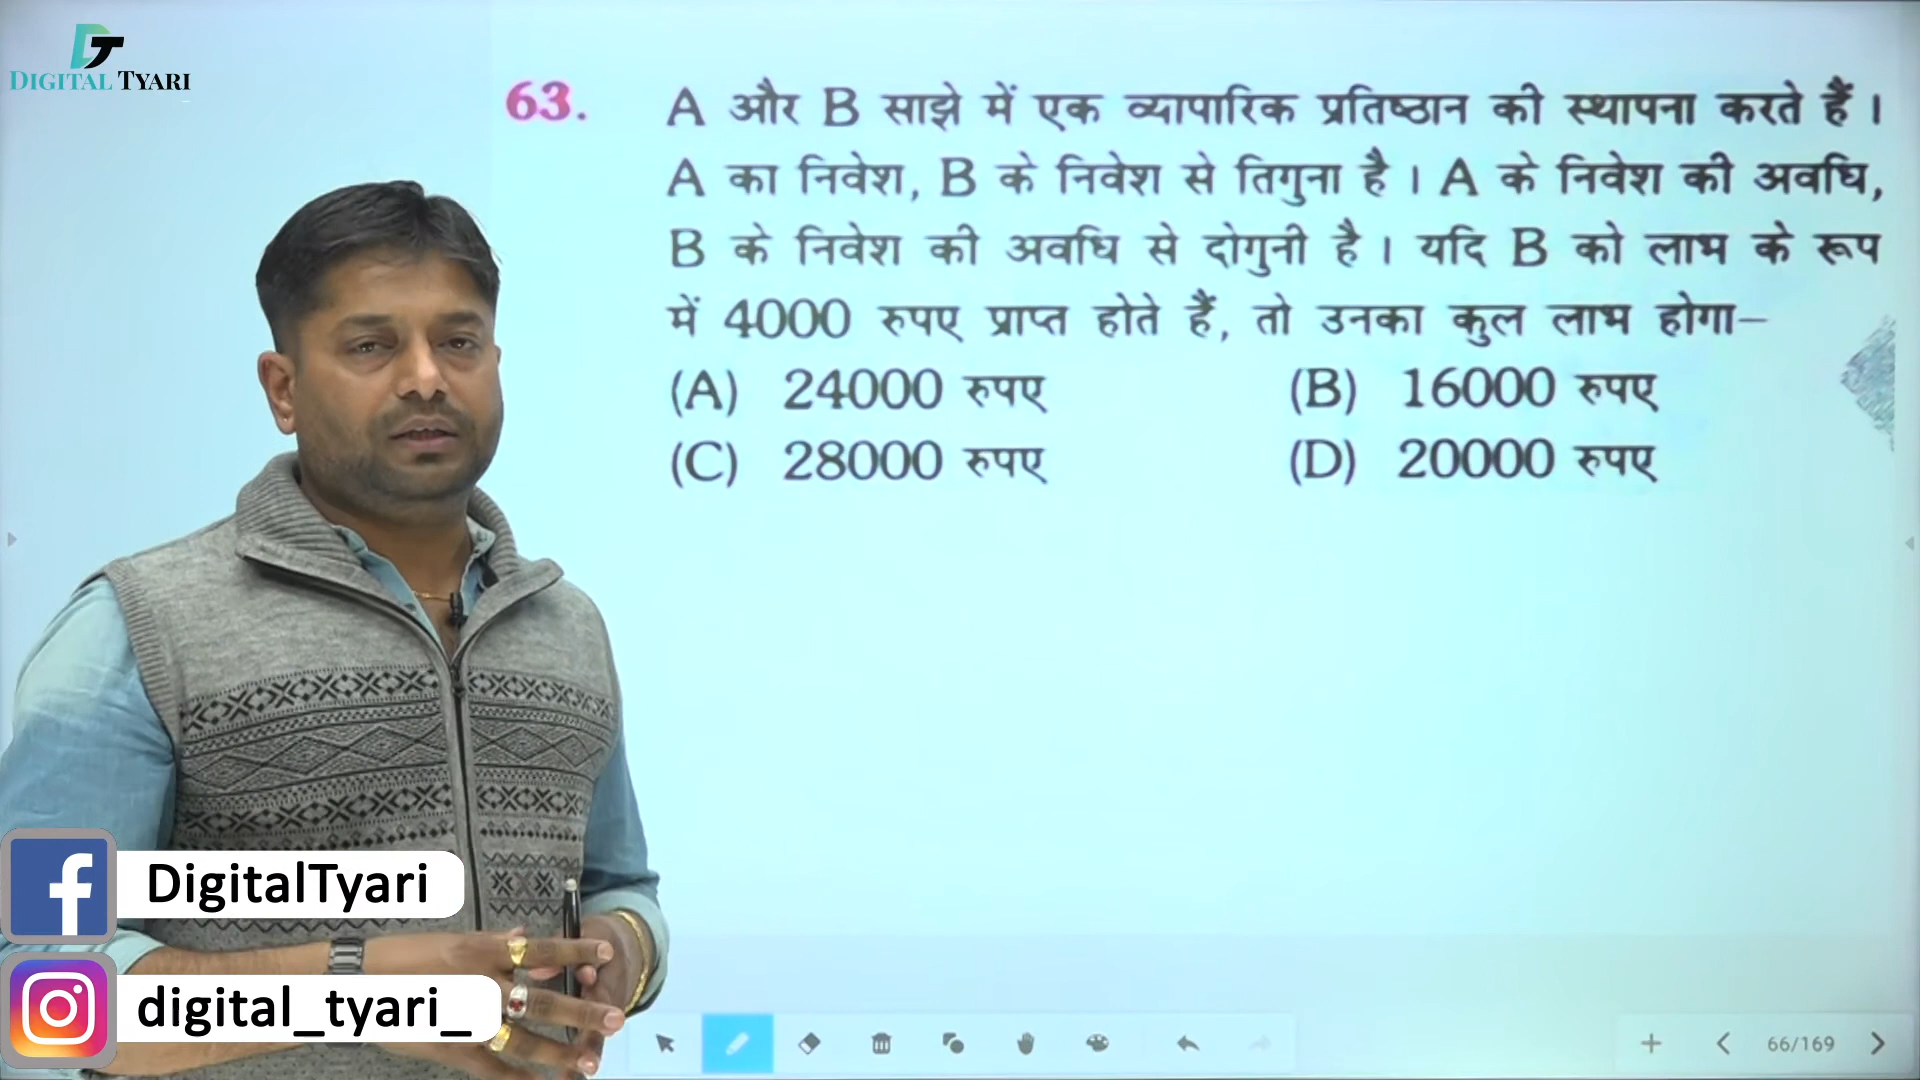 DIGITAL TYARI
63. A और B साझे में एक व्यापारिक प्रतिष्ठान की स्थापना करते हैं।
A का निवेश, B के निवेश से तिगुना है। A के निवेश की अवधि,
B के निवेश की अवधि से दोगुनी है। यदि B को लाभ के रूप
में 4000 रुपए प्राप्त होते हैं, तो उनका कुल लाभ होगा–
(A) 24000 रुपए (B) 16000 रुपए
(C) 28000 रुपए (D) 20000 रुपए
DigitalTyari
digital_tyari_
66/169